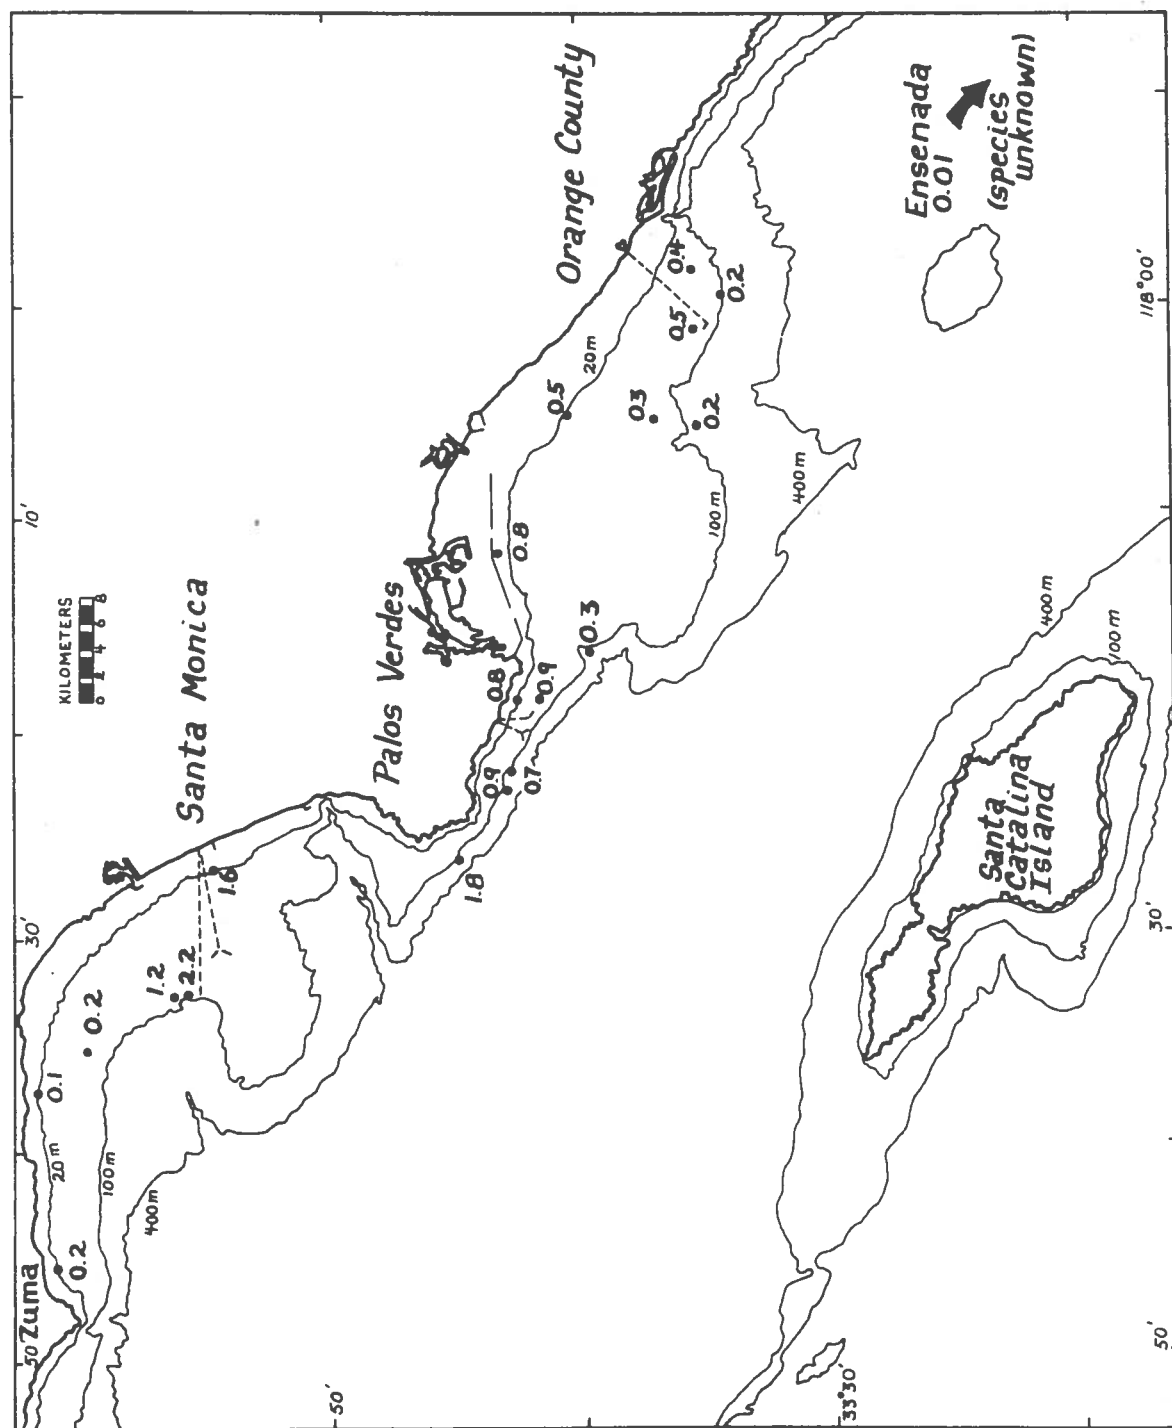 KILOMETERS
0 2 4 6 8
Zuma
Santa Monica
Palos Verdes
Orange County
Ensenada
0.01
(species
unknown)
Santa
Catalina
Island
50'
30'
10'
50'
33°30'
50'
30'
118°00'
20m
100m
400m
0.2
0.1
0.2
1.2
2.2
1.6
1.8
0.9
0.7
0.8
0.9
0.3
0.8
0.5
20m
0.3
0.2
0.5
0.4
0.2
100m
400m
400m
100m